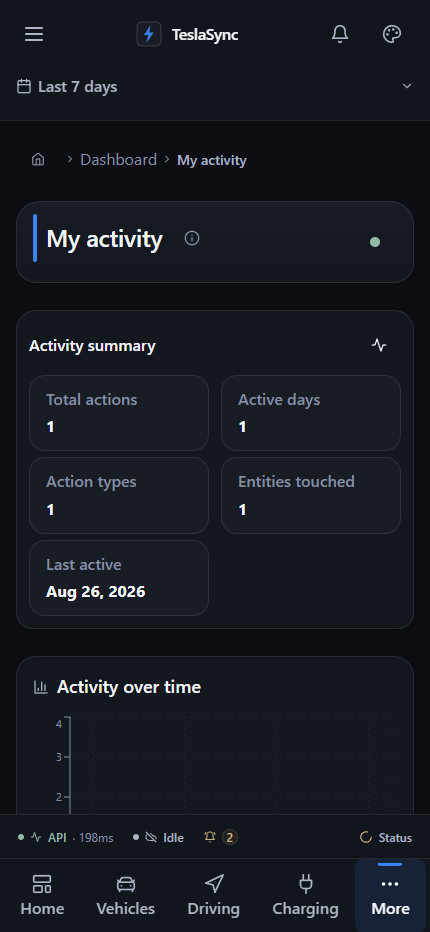 TeslaSync
Last 7 days
Dashboard My activity
My activity
Activity summary
Total actions
1
Active days
1
Action types
1
Entities touched
1
Last active
Aug 26, 2026
Activity over time
4
3
2
API · 198ms Idle 2 Status
Home Vehicles Driving Charging More